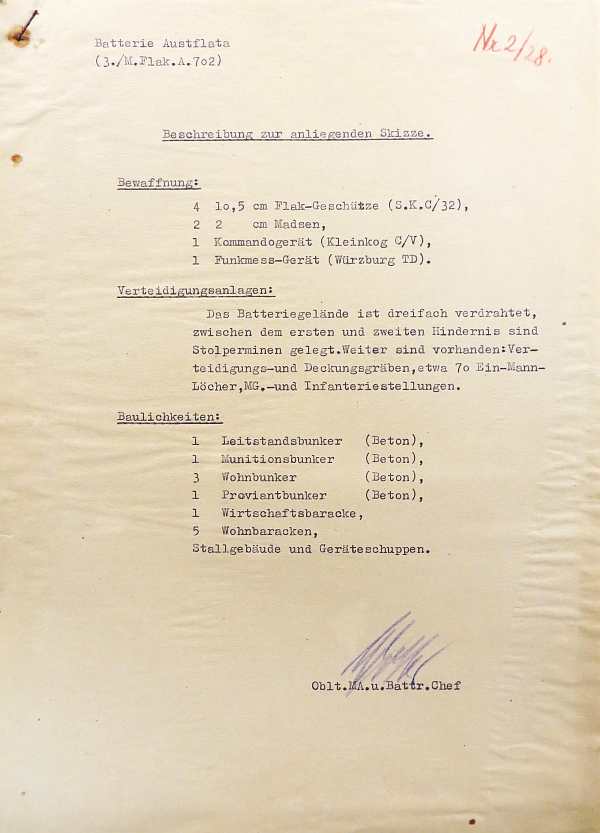 Nr 2/28.
Batterie Austflata
(3./M.Flak.A.7o2)
Beschreibung zur anliegenden Skizze.
Bewaffnung:
4 lo,5 cm Flak-Geschütze (S.K.C/32),
2 2 cm Madsen,
1 Kommandogerät (Kleinkog C/V),
1 Funkmess-Gerät (Würzburg TD).
Verteidigungsanlagen:
Das Batteriegelände ist dreifach verdrahtet,
zwischen dem ersten und zweiten Hindernis sind
Stolperminen gelegt.Weiter sind vorhanden:Ver-
teidigungs-und Deckungsgräben,etwa 7o Ein-Mann-
Löcher,MG.-und Infanteriestellungen.
Baulichkeiten:
1 Leitstandsbunker (Beton),
1 Munitionsbunker (Beton),
3 Wohnbunker (Beton),
1 Proviantbunker (Beton),
1 Wirtschaftsbaracke,
5 Wohnbaracken,
Stallgebäude und Geräteschuppen.
Oblt.MA.u.Battr.Chef